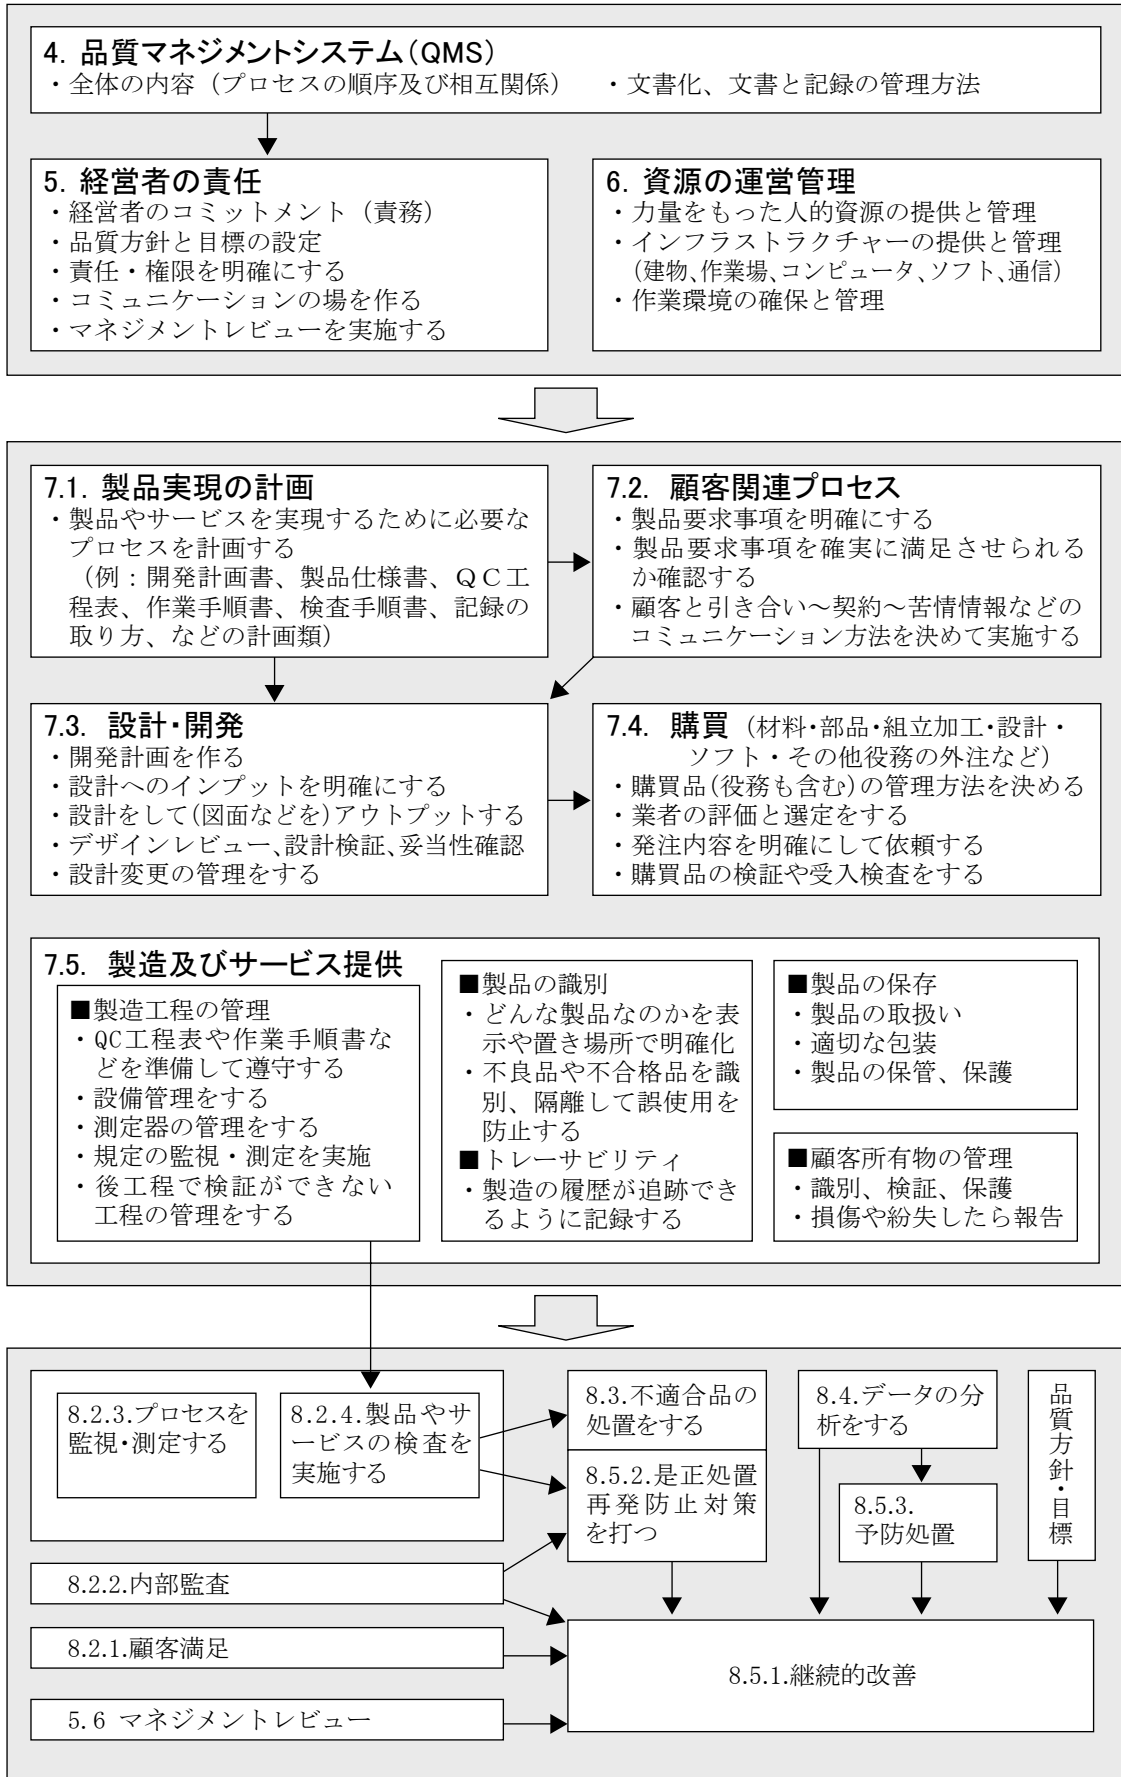 4. 品質マネジメントシステム(QMS)
・全体の内容（プロセスの順序及び相互関係）　・文書化、文書と記録の管理方法
5. 経営者の責任
・経営者のコミットメント（責務）
・品質方針と目標の設定
・責任・権限を明確にする
・コミュニケーションの場を作る
・マネジメントレビューを実施する
6. 資源の運営管理
・力量をもった人的資源の提供と管理
・インフラストラクチャーの提供と管理
（建物、作業場、コンピュータ、ソフト、通信）
・作業環境の確保と管理
7.1. 製品実現の計画
・製品やサービスを実現するために必要な
プロセスを計画する
（例：開発計画書、製品仕様書、ＱＣ工
程表、作業手順書、検査手順書、記録の
取り方、などの計画類）
7.2. 顧客関連プロセス
・製品要求事項を明確にする
・製品要求事項を確実に満足させられる
か確認する
・顧客と引き合い～契約～苦情情報などの
コミュニケーション方法を決めて実施する
7.3. 設計・開発
・開発計画を作る
・設計へのインプットを明確にする
・設計をして(図面などを)アウトプットする
・デザインレビュー、設計検証、妥当性確認
・設計変更の管理をする
7.4. 購買（材料・部品・組立加工・設計・
ソフト・その他役務の外注など）
・購買品(役務も含む)の管理方法を決める
・業者の評価と選定をする
・発注内容を明確にして依頼する
・購買品の検証や受入検査をする
7.5. 製造及びサービス提供
■製造工程の管理
・QC工程表や作業手順書な
どを準備して遵守する
・設備管理をする
・測定器の管理をする
・規定の監視・測定を実施
・後工程で検証ができない
工程の管理をする
■製品の識別
・どんな製品なのかを表
示や置き場所で明確化
・不良品や不合格品を識
別、隔離して誤使用を
防止する
■トレーサビリティ
・製造の履歴が追跡でき
るように記録する
■製品の保存
・製品の取扱い
・適切な包装
・製品の保管、保護
■顧客所有物の管理
・識別、検証、保護
・損傷や紛失したら報告
8.2.3.プロセスを
監視・測定する
8.2.4.製品やサ
ービスの検査を
実施する
8.3.不適合品の
処置をする
8.5.2.是正処置
再発防止対策
を打つ
8.4.データの分
析をする
8.5.3.
予防処置
品質方針・目標
8.2.2.内部監査
8.2.1.顧客満足
5.6 マネジメントレビュー
8.5.1.継続的改善